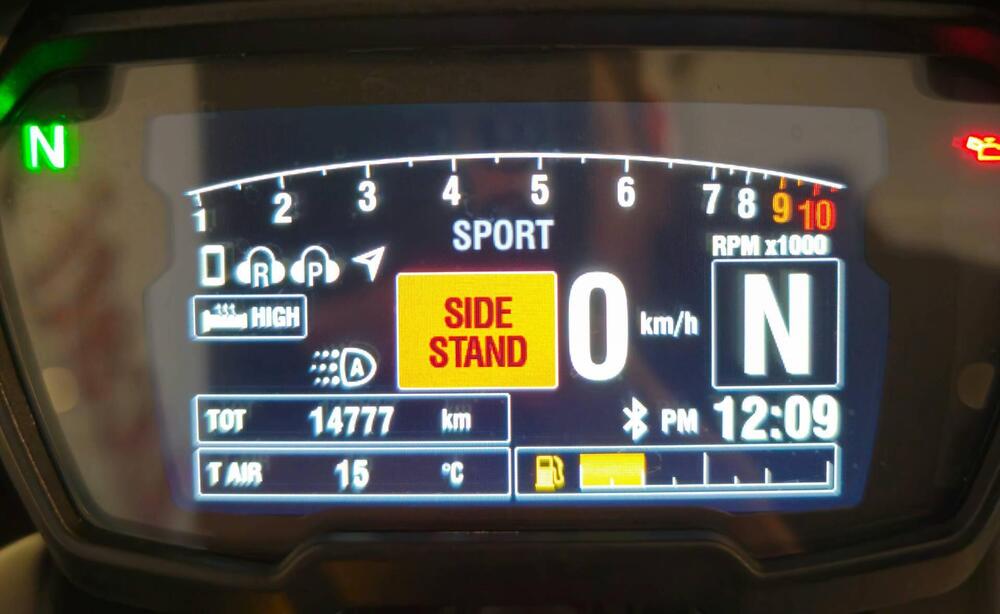 N
1 2 3 4 5 6 7 8 9 10
SPORT
RPM x1000
R P
HIGH
SIDE
STAND
0 km/h
N
A
TOT 14777 km
PM 12:09
T AIR 15 °C